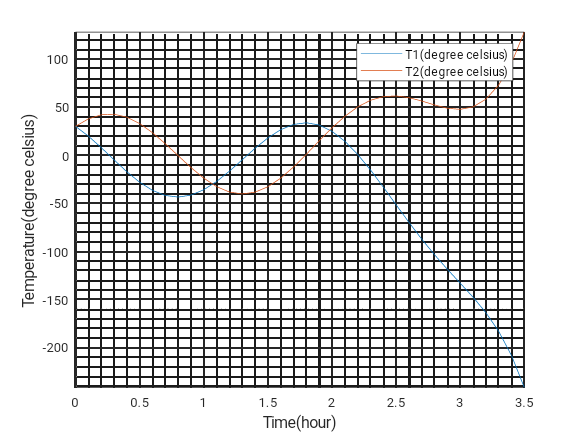 T1(degree celsius)
T2(degree celsius)
100
50
0
-50
-100
-150
-200
Temperature(degree celsius)
0 0.5 1 1.5 2 2.5 3 3.5
Time(hour)